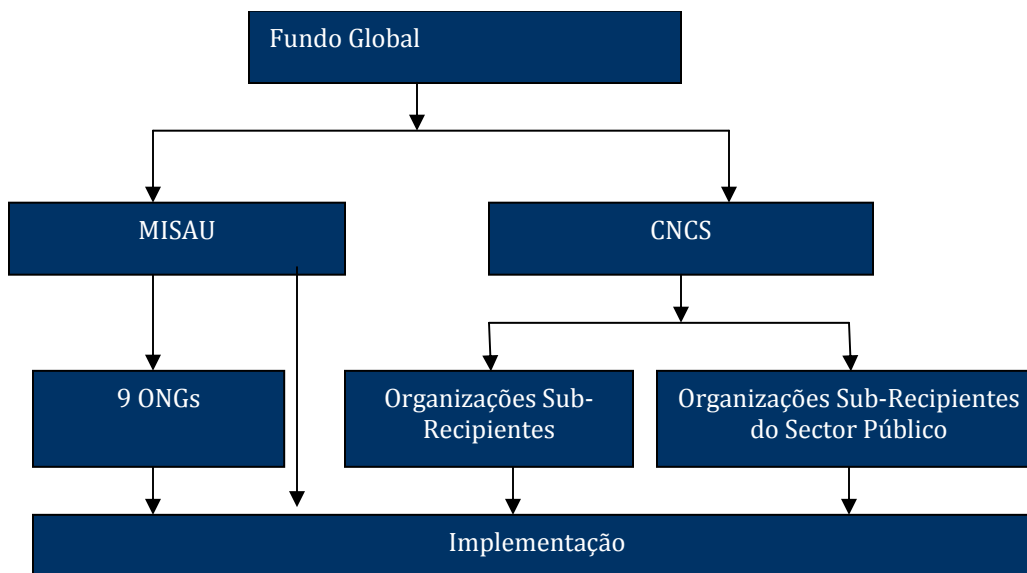 Fundo Global
MISAU
CNCS
9 ONGs
Organizações Sub-
Recipientes
Organizações Sub-Recipientes
do Sector Público
Implementação